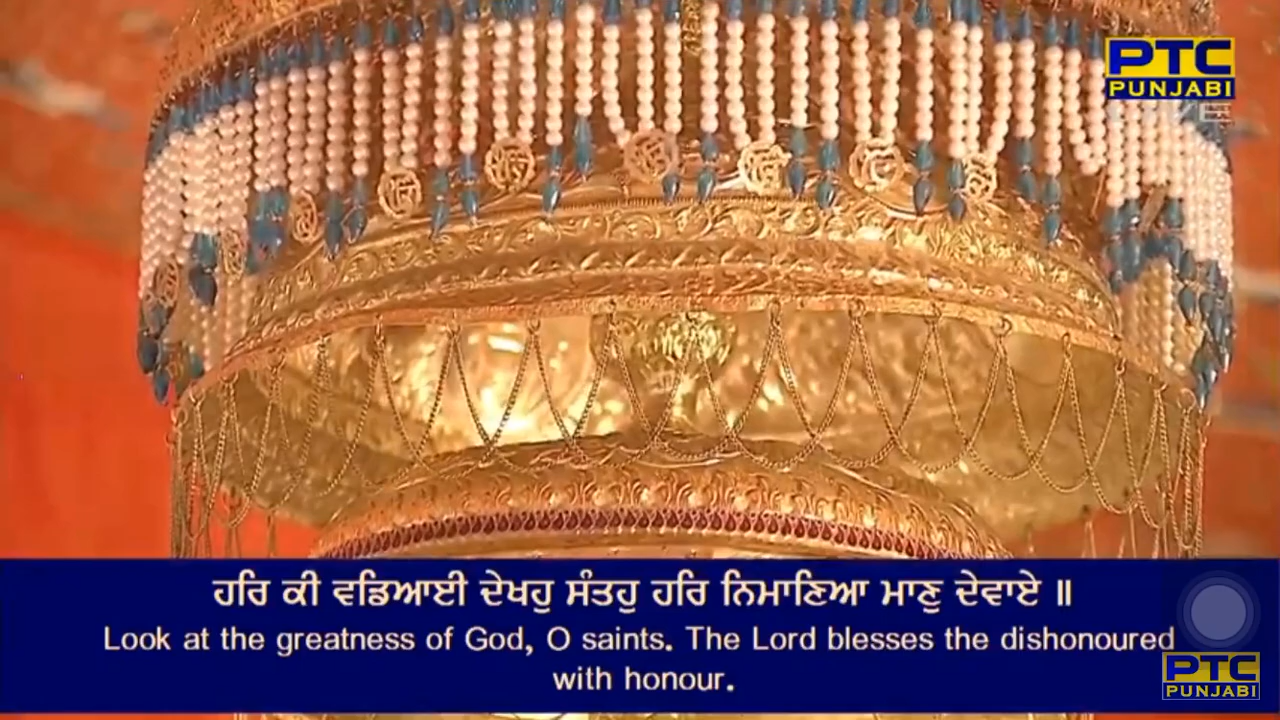 PTC
PUNJABI
LIVE
ਹਰਿ ਕੀ ਵਡਿਆਈ ਦੇਖਹੁ ਸੰਤਹੁ ਹਰਿ ਨਿਮਾਣਿਆ ਮਾਣੁ ਦੇਵਾਏ ॥
Look at the greatness of God, O saints. The Lord blesses the dishonoured
with honour.
PTC
PUNJABI